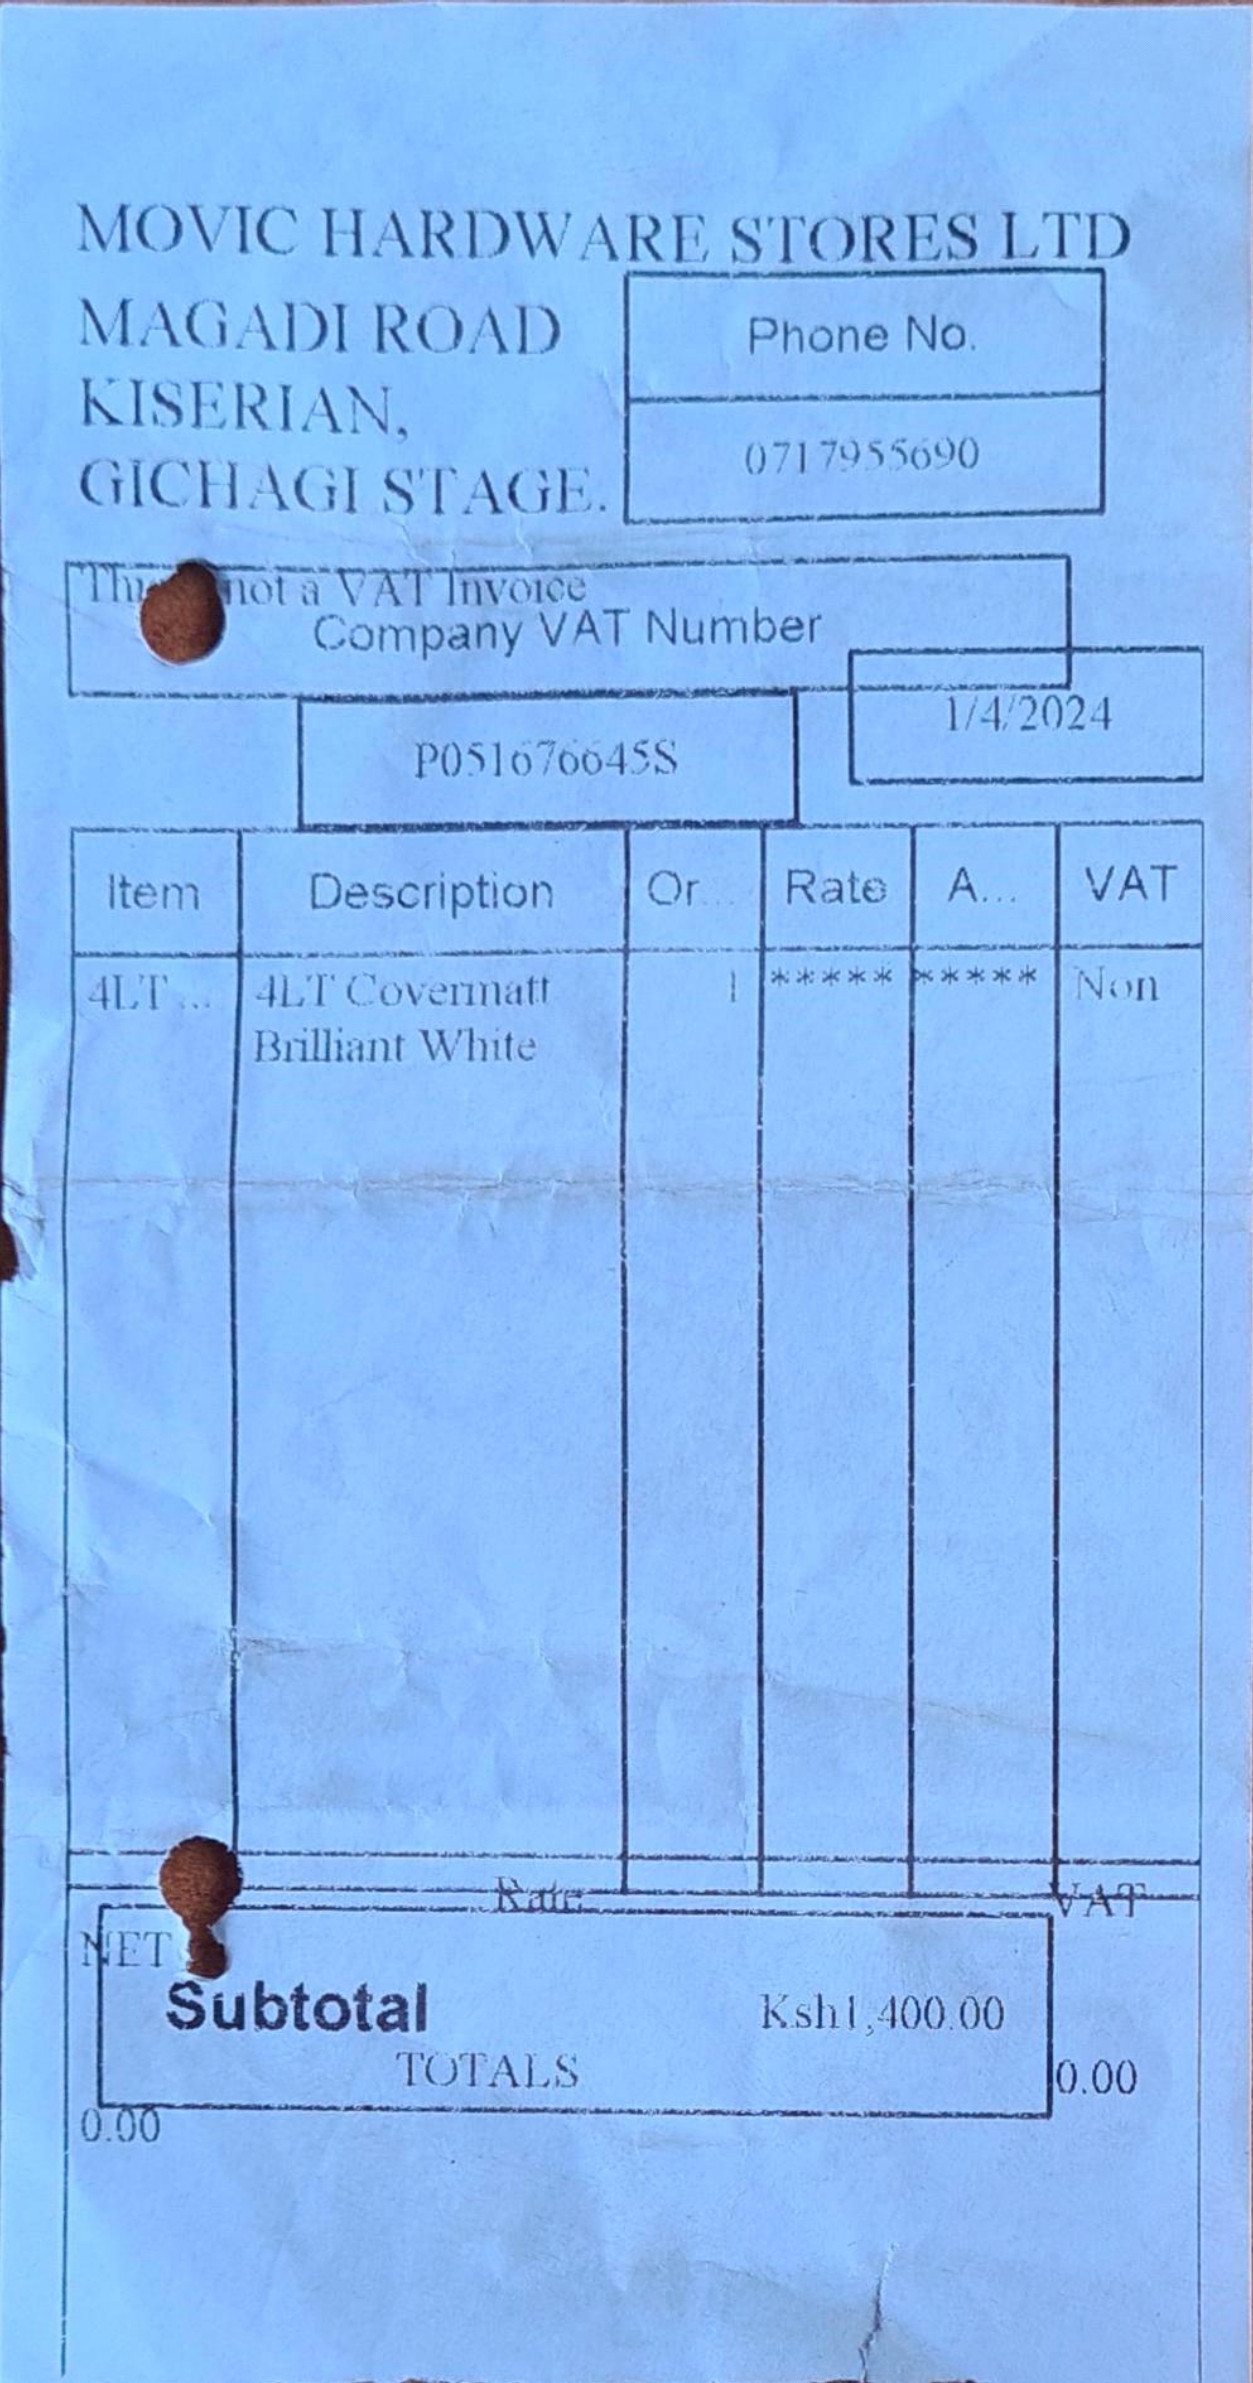 MOVIC HARDWARE STORES LTD
MAGADI ROAD
KISERIAN,
GICHAGI STAGE.
Phone No.
0717955690
not a VAT Invoice
Company VAT Number
P051676645S
1/4/2024
Item Description Or... Rate A... VAT
4LT ... 4LT Covermatt 1 ***** ***** Non
Brilliant White
Rate VAT
NET
Subtotal Ksh1,400.00
TOTALS 0.00
0.00